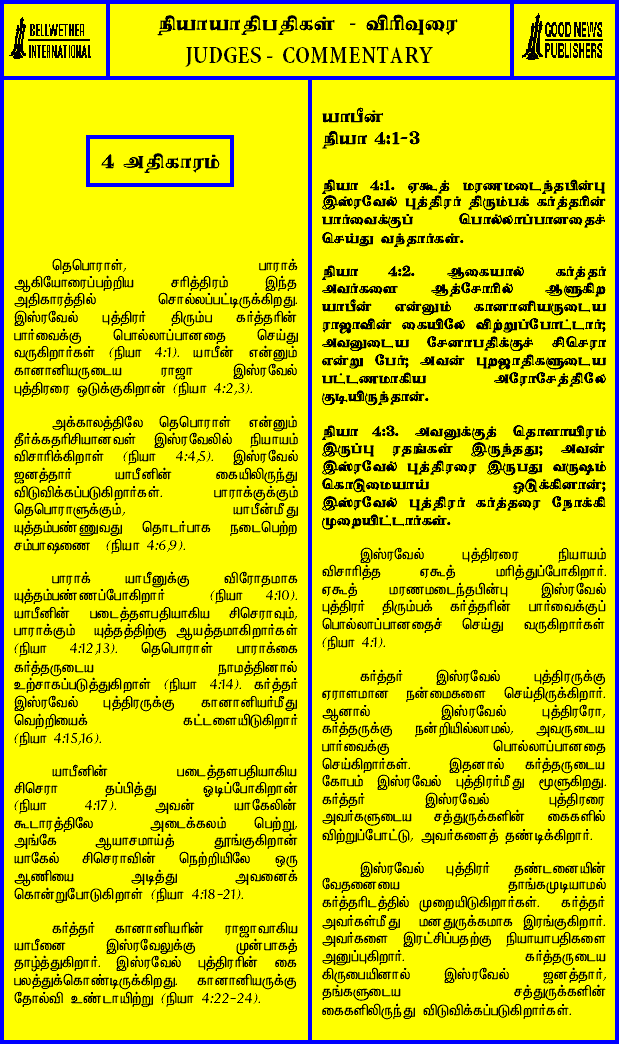 BELLWETHER
INTERNATIONAL
நியாயாதிபதிகள் - விரிவுரை
JUDGES - COMMENTARY
GOOD NEWS
PUBLISHERS
4 அதிகாரம்
தெபொராள், பாராக்
ஆகியோரைப்பற்றிய சரித்திரம் இந்த
அதிகாரத்தில் சொல்லப்பட்டிருக்கிறது.
இஸ்ரவேல் புத்திரர் திரும்ப கர்த்தரின்
பார்வைக்கு பொல்லாப்பானதை செய்து
வருகிறார்கள் (நியா 4:1). யாபீன் என்னும்
கானானியருடைய ராஜா இஸ்ரவேல்
புத்திரரை ஒடுக்குகிறான் (நியா 4:2,3).
அக்காலத்திலே தெபொராள் என்னும்
தீர்க்கதரிசியானவள் இஸ்ரவேலில் நியாயம்
விசாரிக்கிறாள் (நியா 4:4,5). இஸ்ரவேல்
ஜனத்தார் யாபீனின் கையிலிருந்து
விடுவிக்கப்படுகிறார்கள். பாராக்குக்கும்
தெபொராளுக்கும், யாபீன்மீது
யுத்தம்பண்ணுவது தொடர்பாக நடைபெற்ற
சம்பாஷணை (நியா 4:6,9).
பாராக் யாபீனுக்கு விரோதமாக
யுத்தம்பண்ணப்போகிறார் (நியா 4:10).
யாபீனின் படைத்தளபதியாகிய சிசெராவும்,
பாராக்கும் யுத்தத்திற்கு ஆயத்தமாகிறார்கள்
(நியா 4:12,13). தெபொராள் பாராக்கை
கர்த்தருடைய நாமத்தினால்
உற்சாகப்படுத்துகிறாள் (நியா 4:14). கர்த்தர்
இஸ்ரவேல் புத்திரருக்கு கானானியர்மீது
வெற்றியைக் கட்டளையிடுகிறார்
(நியா 4:15,16).
யாபீனின் படைத்தளபதியாகிய
சிசெரா தப்பித்து ஓடிப்போகிறான்
(நியா 4:17). அவன் யாகேலின்
கூடாரத்திலே அடைக்கலம் பெற்று,
அங்கே ஆயாசமாய்த் தூங்குகிறான்
யாகேல் சிசெராவின் நெற்றியிலே ஒரு
ஆணியை அடித்து அவனைக்
கொன்றுபோடுகிறாள் (நியா 4:18-21).
கர்த்தர் கானானியரின் ராஜாவாகிய
யாபீனை இஸ்ரவேலுக்கு முன்பாகத்
தாழ்த்துகிறார். இஸ்ரவேல் புத்திரரின் கை
பலத்துக்கொண்டிருக்கிறது. கானானியருக்கு
தோல்வி உண்டாயிற்று (நியா 4:22-24).
யாபீன்
நியா 4:1-3
நியா 4:1. ஏகூத் மரணமடைந்தபின்பு
இஸ்ரவேல் புத்திரர் திரும்பக் கர்த்தரின்
பார்வைக்குப் பொல்லாப்பானதைச்
செய்து வந்தார்கள்.
நியா 4:2. ஆகையால் கர்த்தர்
அவர்களை ஆத்சோரில் ஆளுகிற
யாபீன் என்னும் கானானியருடைய
ராஜாவின் கையிலே விற்றுப்போட்டார்;
அவனுடைய சேனாபதிக்குச் சிசெரா
என்று பேர்; அவன் புறஜாதிகளுடைய
பட்டணமாகிய அரோசேத்திலே
குடியிருந்தான்.
நியா 4:3. அவனுக்குத் தொளாயிரம்
இருப்பு ரதங்கள் இருந்தது; அவன்
இஸ்ரவேல் புத்திரரை இருபது வருஷம்
கொடுமையாய் ஒடுக்கினான்;
இஸ்ரவேல் புத்திரர் கர்த்தரை நோக்கி
முறையிட்டார்கள்.
இஸ்ரவேல் புத்திரரை நியாயம்
விசாரித்த ஏகூத் மரித்துப்போகிறார்.
ஏகூத் மரணமடைந்தபின்பு இஸ்ரவேல்
புத்திரர் திரும்பக் கர்த்தரின் பார்வைக்குப்
பொல்லாப்பானதைச் செய்து வருகிறார்கள்
(நியா 4:1).
கர்த்தர் இஸ்ரவேல் புத்திரருக்கு
ஏராளமான நன்மைகளை செய்திருக்கிறார்.
ஆனால் இஸ்ரவேல் புத்திரரோ,
கர்த்தருக்கு நன்றியில்லாமல், அவருடைய
பார்வைக்கு பொல்லாப்பானதை
செய்கிறார்கள். இதனால் கர்த்தருடைய
கோபம் இஸ்ரவேல் புத்திரர்மீது மூளுகிறது.
கர்த்தர் இஸ்ரவேல் புத்திரரை
அவர்களுடைய சத்துருக்களின் கைகளில்
விற்றுப்போட்டு, அவர்களைத் தண்டிக்கிறார்.
இஸ்ரவேல் புத்திரர் தண்டனையின்
வேதனையை தாங்கமுடியாமல்
கர்த்தரிடத்தில் முறையிடுகிறார்கள். கர்த்தர்
அவர்கள்மீது மனதுருக்கமாக இரங்குகிறார்.
அவர்களை இரட்சிப்பதற்கு நியாயாபதிகளை
அனுப்புகிறார். கர்த்தருடைய
கிருபையினால் இஸ்ரவேல் ஜனத்தார்,
தங்களுடைய சத்துருக்களின்
கைகளிலிருந்து விடுவிக்கப்படுகிறார்கள்.